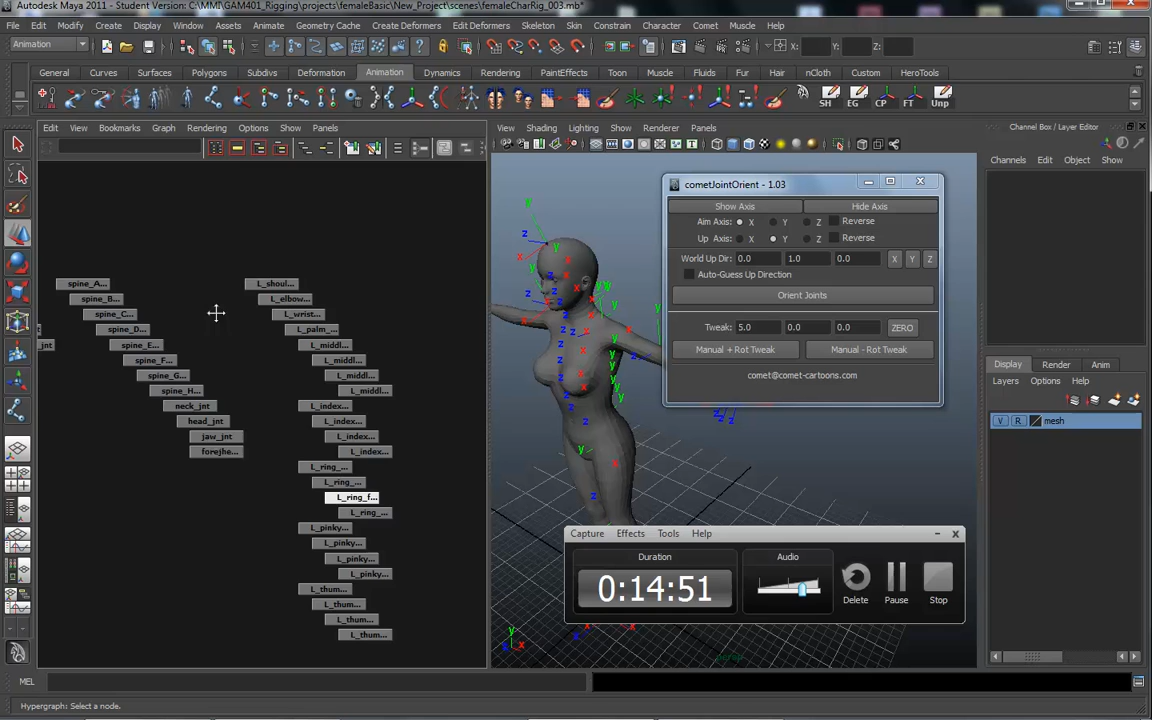 Autodesk Maya 2011 - Student Version: C:\MMI\GAM401_Rigging\projects\femaleBasic\New_Project\scenes\femaleCharRig_003.mb*
File Edit Modify Create Display Window Assets Animate Geometry Cache Create Deformers Edit Deformers Skeleton Skin Constrain Character Muscle Help
Animation X: Y: Z:
General Curves Surfaces Polygons Subdivs Deformation Animation Dynamics Rendering PaintEffects Toon Muscle Fluids Fur Hair nCloth Custom HeroTools
SH EG CP FT Unp
Edit View Bookmarks Graph Rendering Options Show Panels
View Shading Lighting Show Renderer Panels
Channel Box / Layer Editor
Channels Edit Object Show
cometJointOrient - 1.03
Show Axis Hide Axis
Aim Axis: X Y Z Reverse
Up Axis: X Y Z Reverse
World Up Dir: 0.0 1.0 0.0 X Y Z
Auto-Guess Up Direction
Orient Joints
Tweak: 5.0 0.0 0.0 ZERO
Manual + Rot Tweak Manual - Rot Tweak
comet@comet-cartoons.com
spine_A...
spine_B...
spine_C...
spine_D...
_jnt spine_E...
spine_F...
spine_G...
spine_H...
neck_jnt
head_jnt
jaw_jnt
forejhe...
L_shoul...
L_elbow...
L_wrist...
L_palm_...
L_middl...
L_middl...
L_middl...
L_middl...
L_index...
L_index...
L_index...
L_index...
L_ring_...
L_ring_...
L_ring_f...
L_ring_...
L_pinky...
L_pinky...
L_pinky...
L_pinky...
L_thum...
L_thum...
L_thum...
L_thum...
Display Render Anim
Layers Options Help
V R mesh
Capture Effects Tools Help
Duration Audio
0:14:51
Delete Pause Stop
persp
MEL
Hypergraph: Select a node.